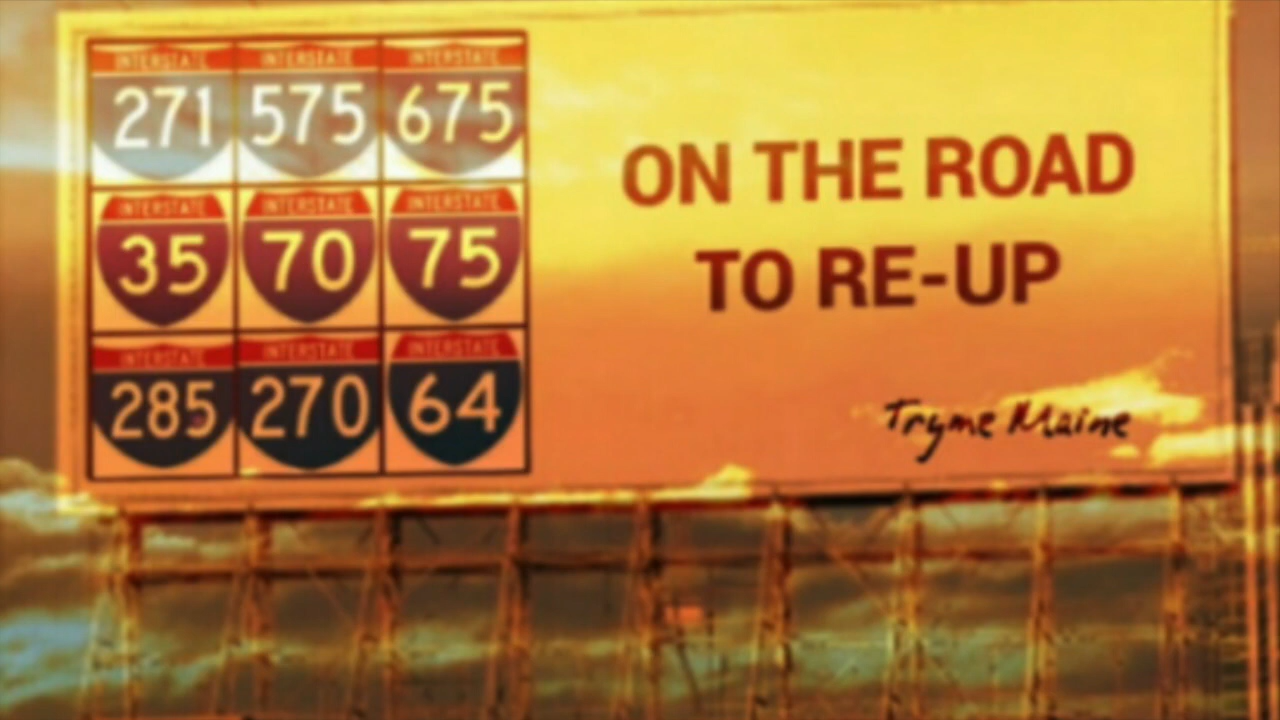 INTERSTATE INTERSTATE INTERSTATE
271 575 675
INTERSTATE INTERSTATE INTERSTATE
35 70 75
INTERSTATE INTERSTATE INTERSTATE
285 270 64
ON THE ROAD
TO RE-UP
Tryme Maine